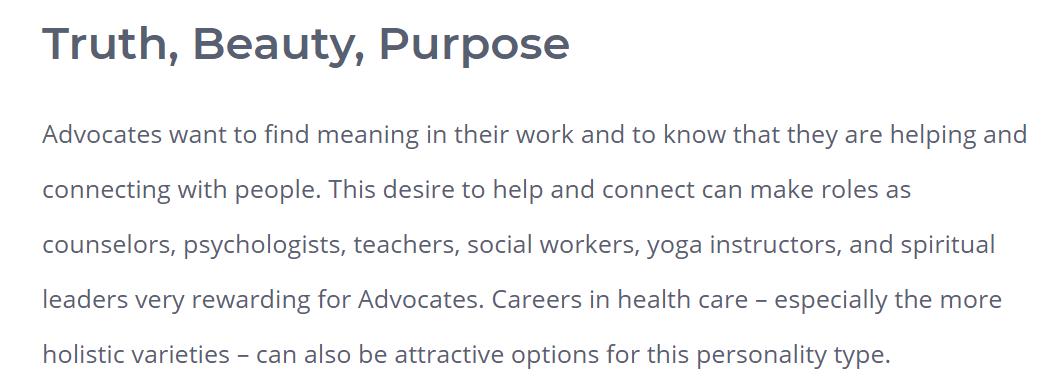 Truth, Beauty, Purpose
Advocates want to find meaning in their work and to know that they are helping and
connecting with people. This desire to help and connect can make roles as
counselors, psychologists, teachers, social workers, yoga instructors, and spiritual
leaders very rewarding for Advocates. Careers in health care – especially the more
holistic varieties – can also be attractive options for this personality type.